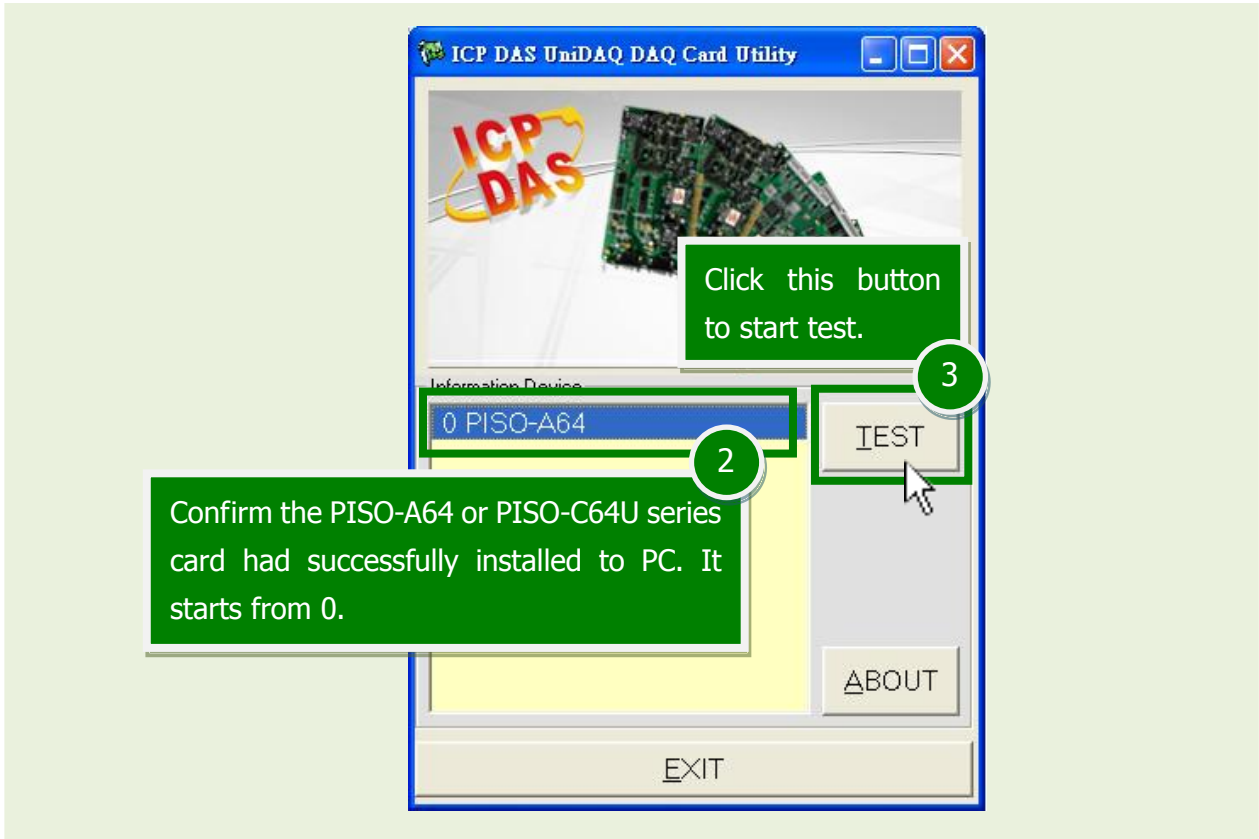 ICP DAS UniDAQ DAQ Card Utility
ICP
DAS
Click this button
to start test.
3
Information Device
0 PISO-A64
TEST
2
Confirm the PISO-A64 or PISO-C64U series
card had successfully installed to PC. It
starts from 0.
ABOUT
EXIT